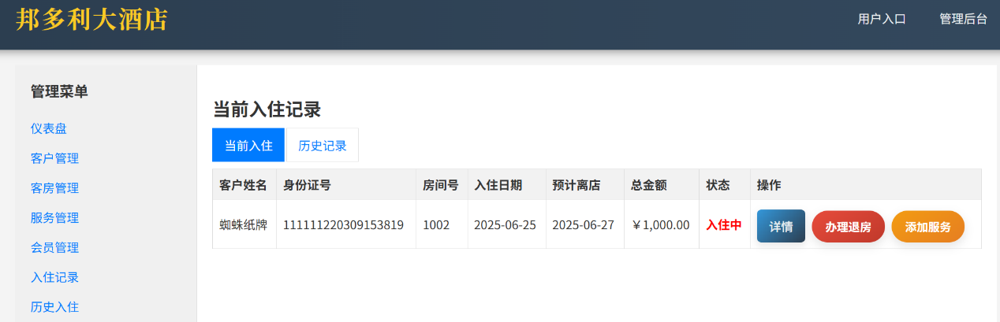 邦多利大酒店
用户入口 管理后台
管理菜单
仪表盘
客户管理
客房管理
服务管理
会员管理
入住记录
历史入住
当前入住记录
当前入住 历史记录
客户姓名 身份证号 房间号 入住日期 预计离店 总金额 状态 操作
蜘蛛纸牌 111111220309153819 1002 2025-06-25 2025-06-27 ￥1,000.00 入住中 详情 办理退房 添加服务